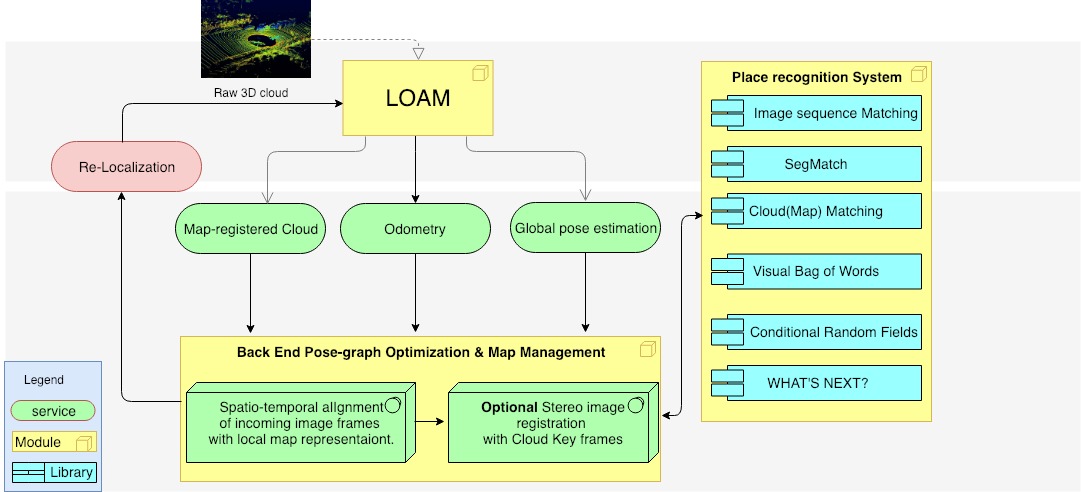 Raw 3D cloud
LOAM
Re-Localization
Map-registered Cloud
Odometry
Global pose estimation
Back End Pose-graph Optimization & Map Management
Spatio-temporal alignment
of incoming image frames
with local map representaiont.
Optional Stereo image
registration
with Cloud Key frames
Place recognition System
Image sequence Matching
SegMatch
Cloud(Map) Matching
Visual Bag of Words
Conditional Random Fields
WHAT'S NEXT?
Legend
service
Module
Library